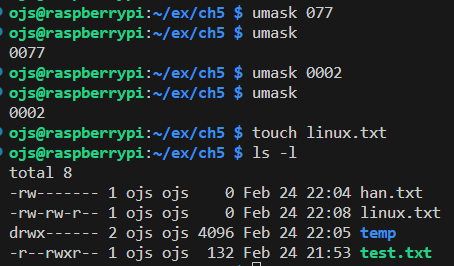 ojs@raspberrypi:~/ex/ch5 $ umask 077
ojs@raspberrypi:~/ex/ch5 $ umask
0077
ojs@raspberrypi:~/ex/ch5 $ umask 0002
ojs@raspberrypi:~/ex/ch5 $ umask
0002
ojs@raspberrypi:~/ex/ch5 $ touch linux.txt
ojs@raspberrypi:~/ex/ch5 $ ls -l
total 8
-rw------- 1 ojs ojs    0 Feb 24 22:04 han.txt
-rw-rw-r-- 1 ojs ojs    0 Feb 24 22:08 linux.txt
drwx------ 2 ojs ojs 4096 Feb 24 22:05 temp
-r--rwxr-- 1 ojs ojs  132 Feb 24 21:53 test.txt